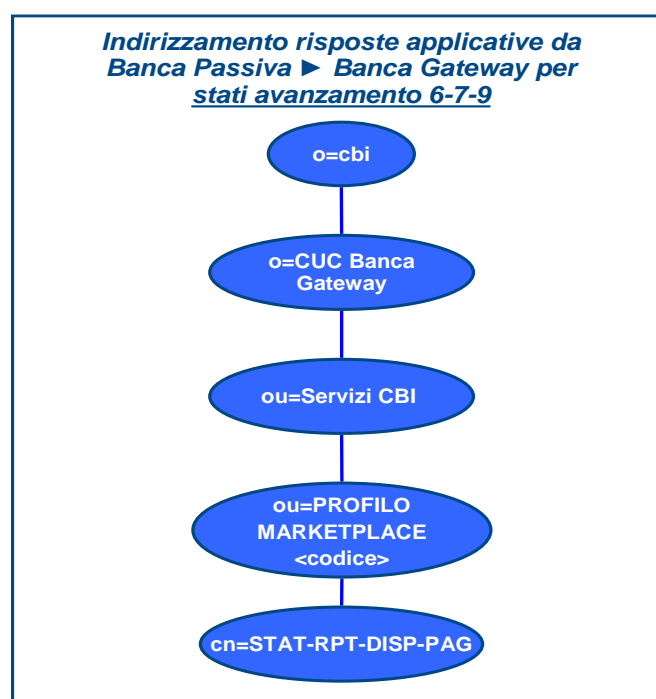 Indirizzamento risposte applicative da
Banca Passiva ► Banca Gateway per
stati avanzamento 6-7-9
o=cbi
o=CUC Banca
Gateway
ou=Servizi CBI
ou=PROFILO
MARKETPLACE
<codice>
cn=STAT-RPT-DISP-PAG